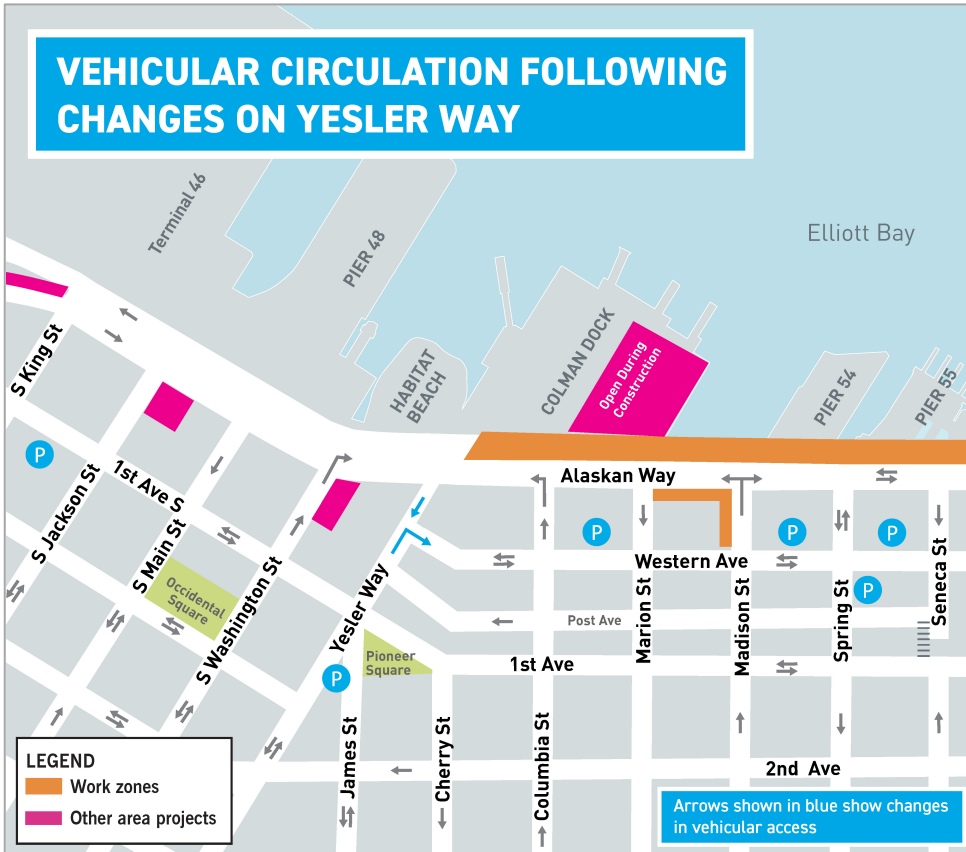 VEHICULAR CIRCULATION FOLLOWING
CHANGES ON YESLER WAY
Terminal 46
PIER 48
Elliott Bay
HABITAT
BEACH
COLMAN DOCK
Open During
Construction
PIER 54
PIER 55
S King St
P
1st Ave S
Alaskan Way
P
P
P
S Jackson St
S Main St
Western Ave
Occidental
Square
S Washington St
Yesler Way
Marion St
Madison St
Spring St
P
Seneca St
Post Ave
Pioneer
Square
P
1st Ave
James St
Cherry St
Columbia St
2nd Ave
LEGEND
Work zones
Other area projects
Arrows shown in blue show changes
in vehicular access